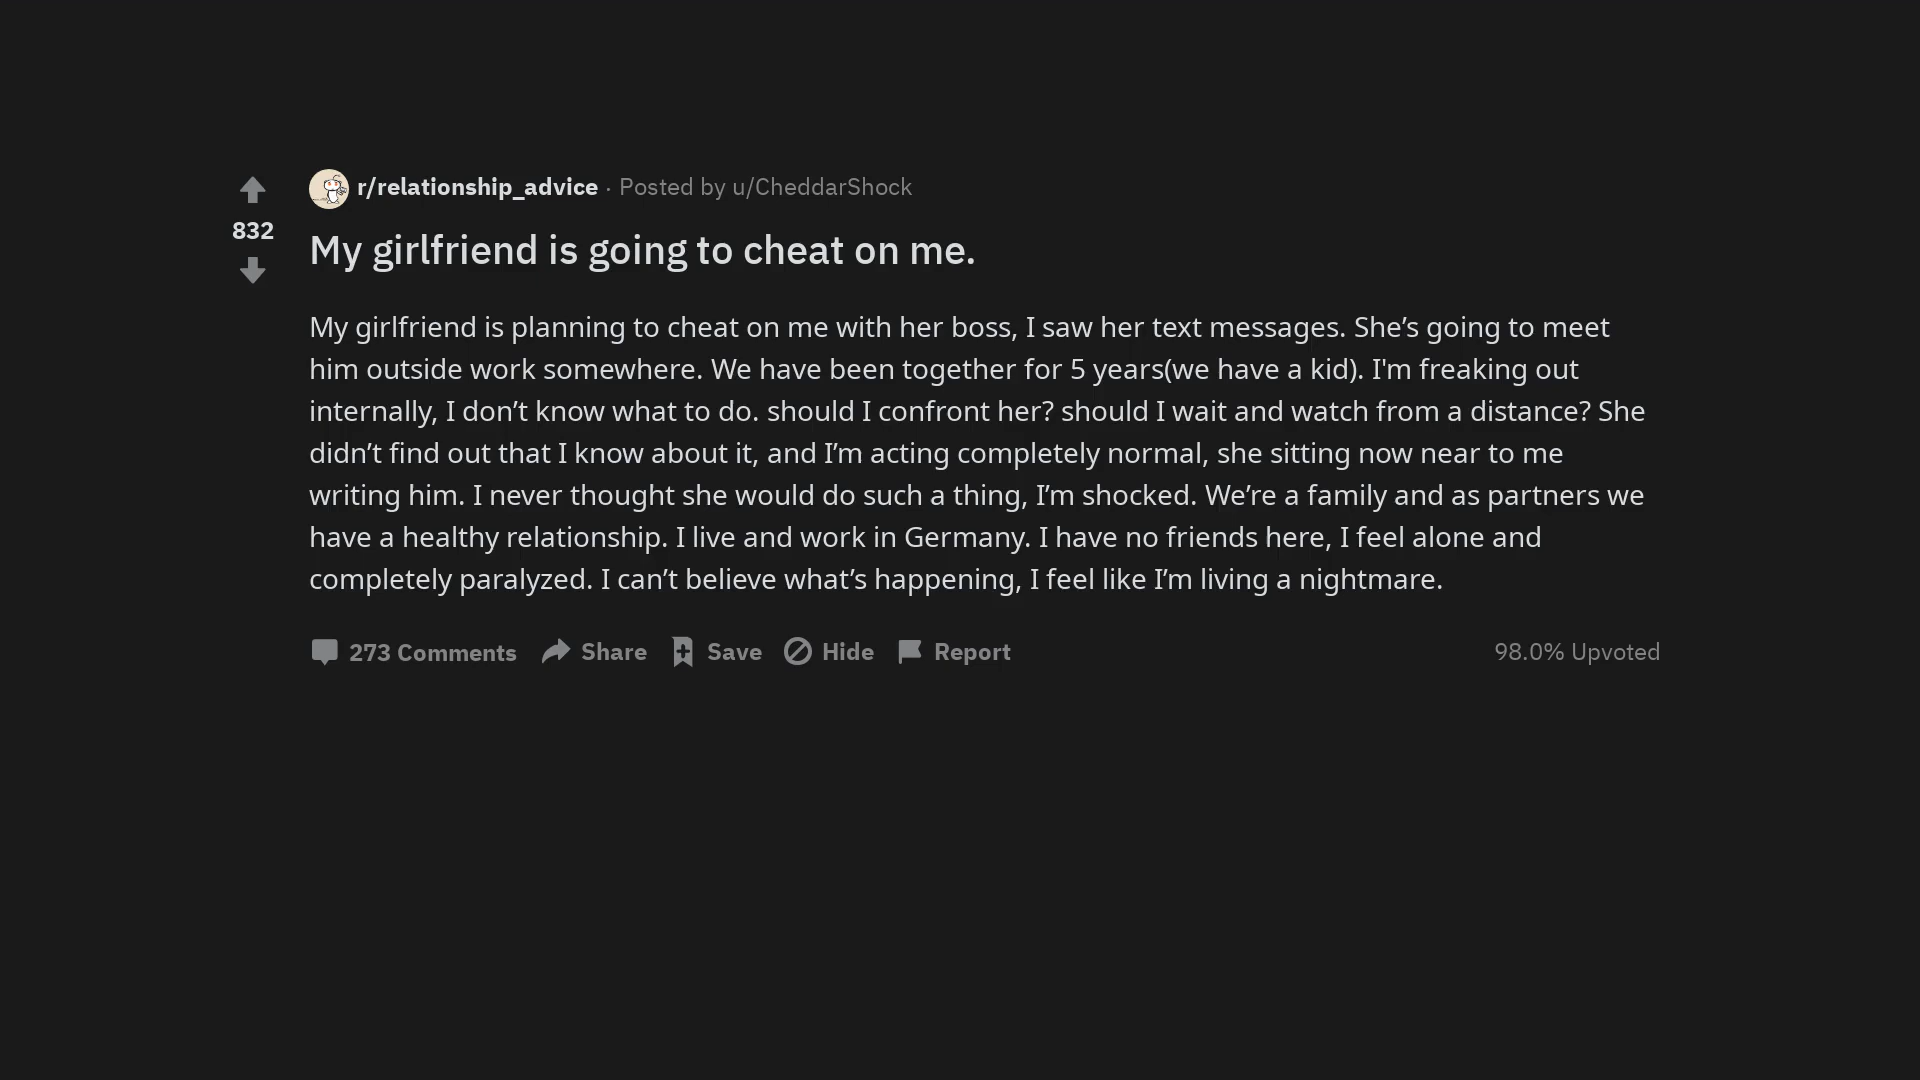 r/relationship_advice · Posted by u/CheddarShock
832
My girlfriend is going to cheat on me.
My girlfriend is planning to cheat on me with her boss, I saw her text messages. She’s going to meet
him outside work somewhere. We have been together for 5 years(we have a kid). I'm freaking out
internally, I don’t know what to do. should I confront her? should I wait and watch from a distance? She
didn’t find out that I know about it, and I’m acting completely normal, she sitting now near to me
writing him. I never thought she would do such a thing, I’m shocked. We’re a family and as partners we
have a healthy relationship. I live and work in Germany. I have no friends here, I feel alone and
completely paralyzed. I can’t believe what’s happening, I feel like I’m living a nightmare.
273 Comments Share Save Hide Report 98.0% Upvoted